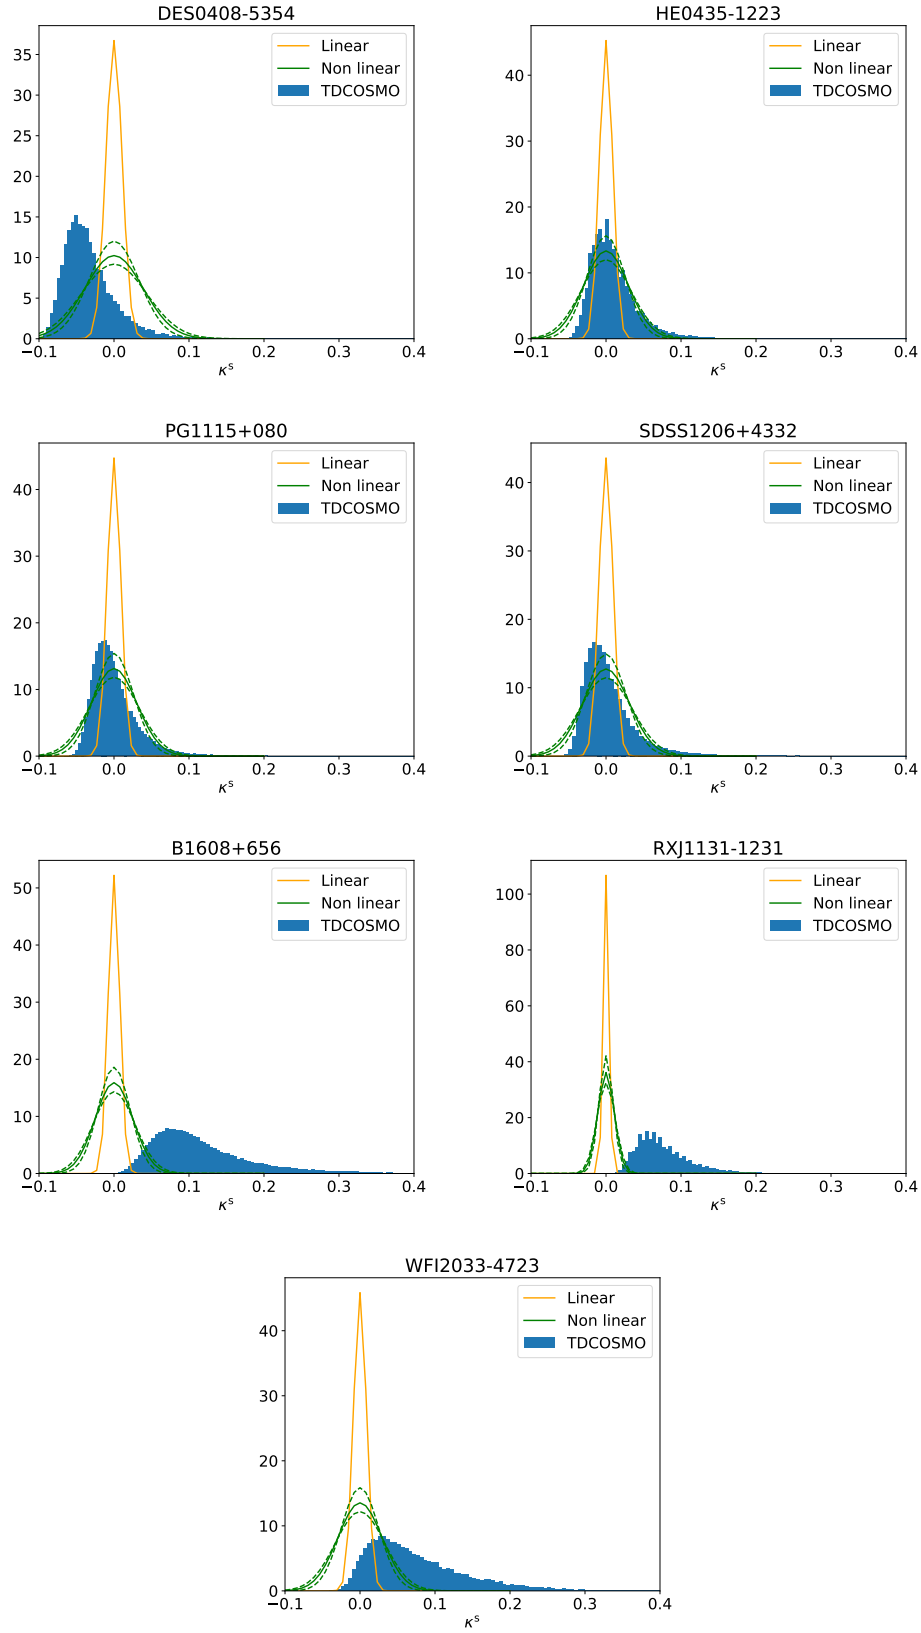 DES0408-5354
Linear
Non linear
TDCOSMO
35
30
25
20
15
10
5
0
−0.1 0.0 0.1 0.2 0.3 0.4
κˢ
HE0435-1223
Linear
Non linear
TDCOSMO
40
30
20
10
0
−0.1 0.0 0.1 0.2 0.3 0.4
κˢ
PG1115+080
Linear
Non linear
TDCOSMO
40
30
20
10
0
−0.1 0.0 0.1 0.2 0.3 0.4
κˢ
SDSS1206+4332
Linear
Non linear
TDCOSMO
40
30
20
10
0
−0.1 0.0 0.1 0.2 0.3 0.4
κˢ
B1608+656
Linear
Non linear
TDCOSMO
50
40
30
20
10
0
−0.1 0.0 0.1 0.2 0.3 0.4
κˢ
RXJ1131-1231
Linear
Non linear
TDCOSMO
100
80
60
40
20
0
−0.1 0.0 0.1 0.2 0.3 0.4
κˢ
WFI2033-4723
Linear
Non linear
TDCOSMO
40
30
20
10
0
−0.1 0.0 0.1 0.2 0.3 0.4
κˢ